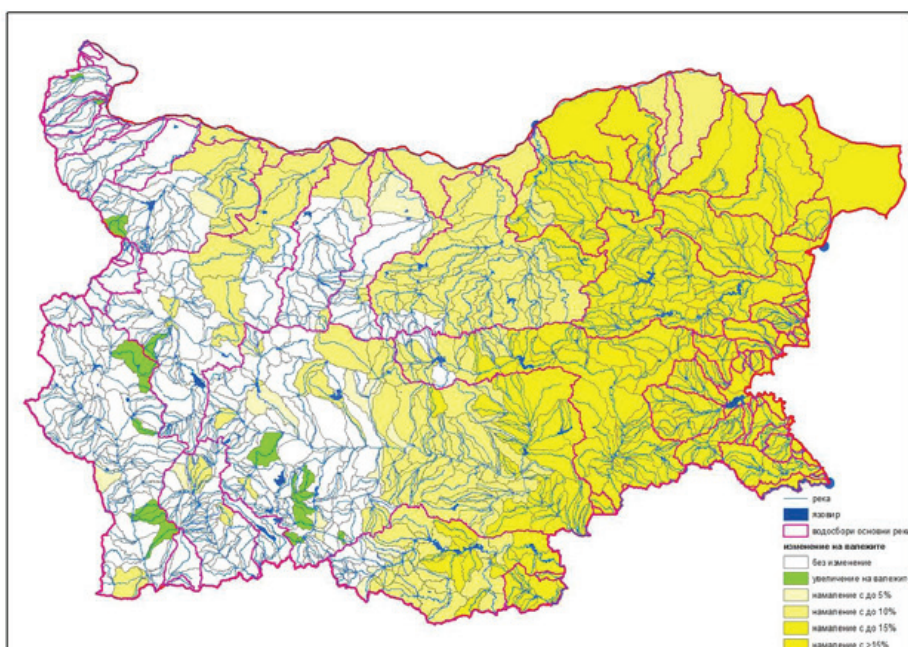 река
язовир
водосбори основни реки
изменение на валежите
без изменение
увеличение на валежит
намаление с до 5%
намаление с до 10%
намаление с до 15%
намаление с >15%